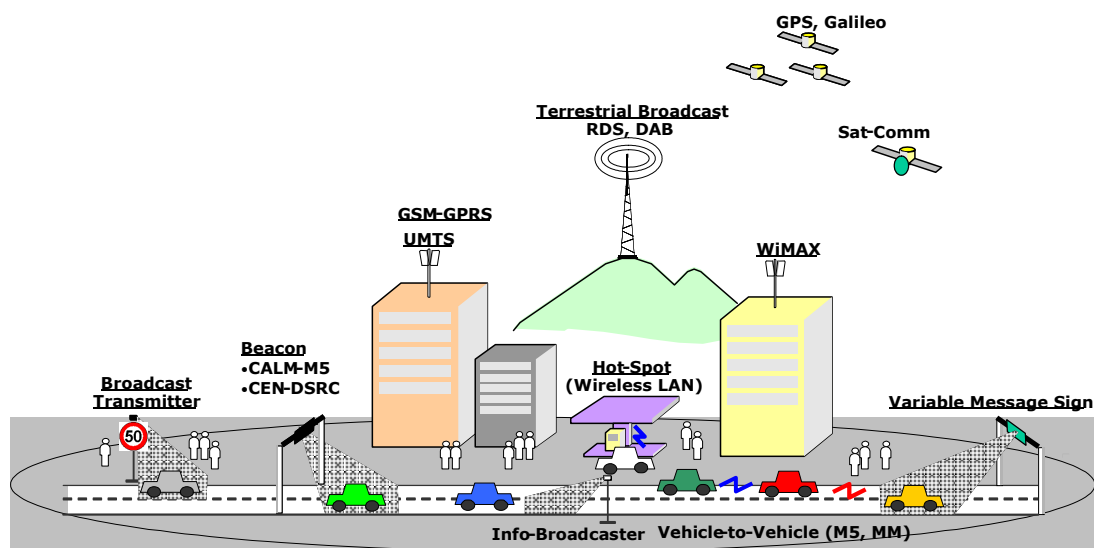 GPS, Galileo
Terrestrial Broadcast
RDS, DAB
Sat-Comm
GSM-GPRS
UMTS
WiMAX
Beacon
•CALM-M5
•CEN-DSRC
Hot-Spot
(Wireless LAN)
Broadcast
Transmitter
Variable Message Sign
50
Info-Broadcaster
Vehicle-to-Vehicle (M5, MM)